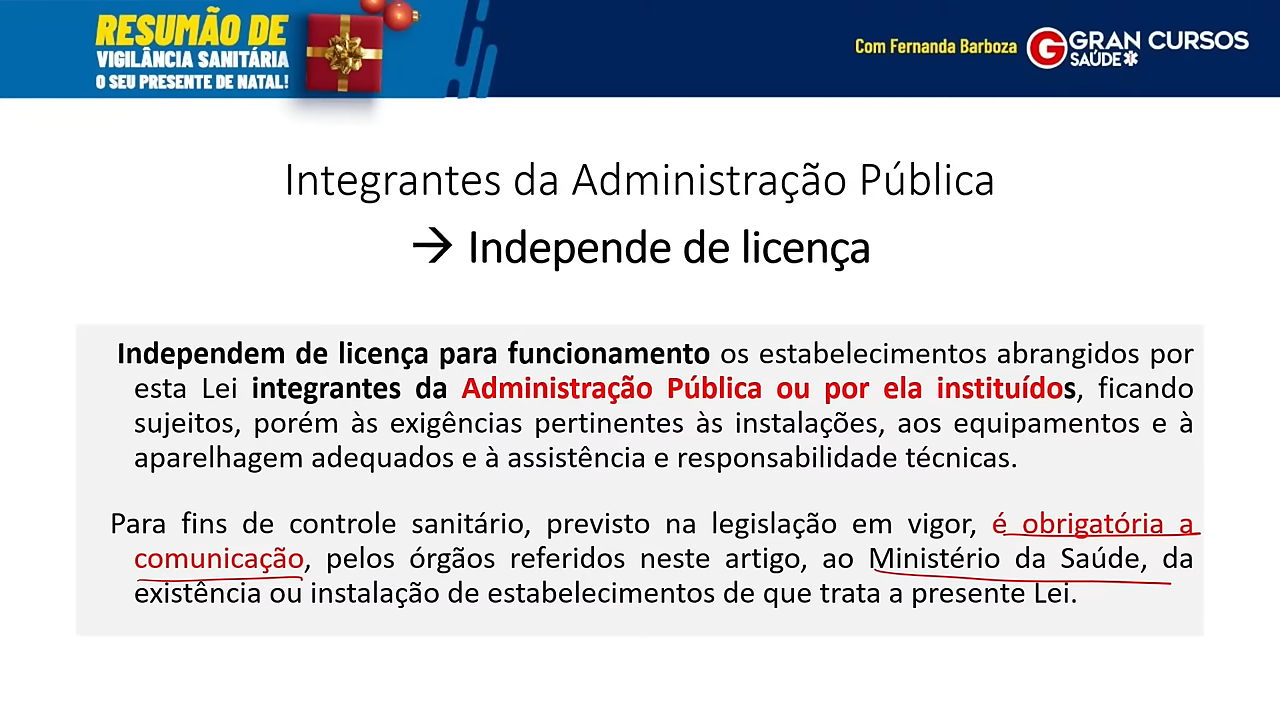 RESUMÃO DE
VIGILÂNCIA SANITÁRIA
O SEU PRESENTE DE NATAL!
Com Fernanda Barboza
GRAN CURSOS
SAÚDE
Integrantes da Administração Pública
→ Independe de licença
Independem de licença para funcionamento os estabelecimentos abrangidos por
esta Lei integrantes da Administração Pública ou por ela instituídos, ficando
sujeitos, porém às exigências pertinentes às instalações, aos equipamentos e à
aparelhagem adequados e à assistência e responsabilidade técnicas.
Para fins de controle sanitário, previsto na legislação em vigor, é obrigatória a
comunicação, pelos órgãos referidos neste artigo, ao Ministério da Saúde, da
existência ou instalação de estabelecimentos de que trata a presente Lei.